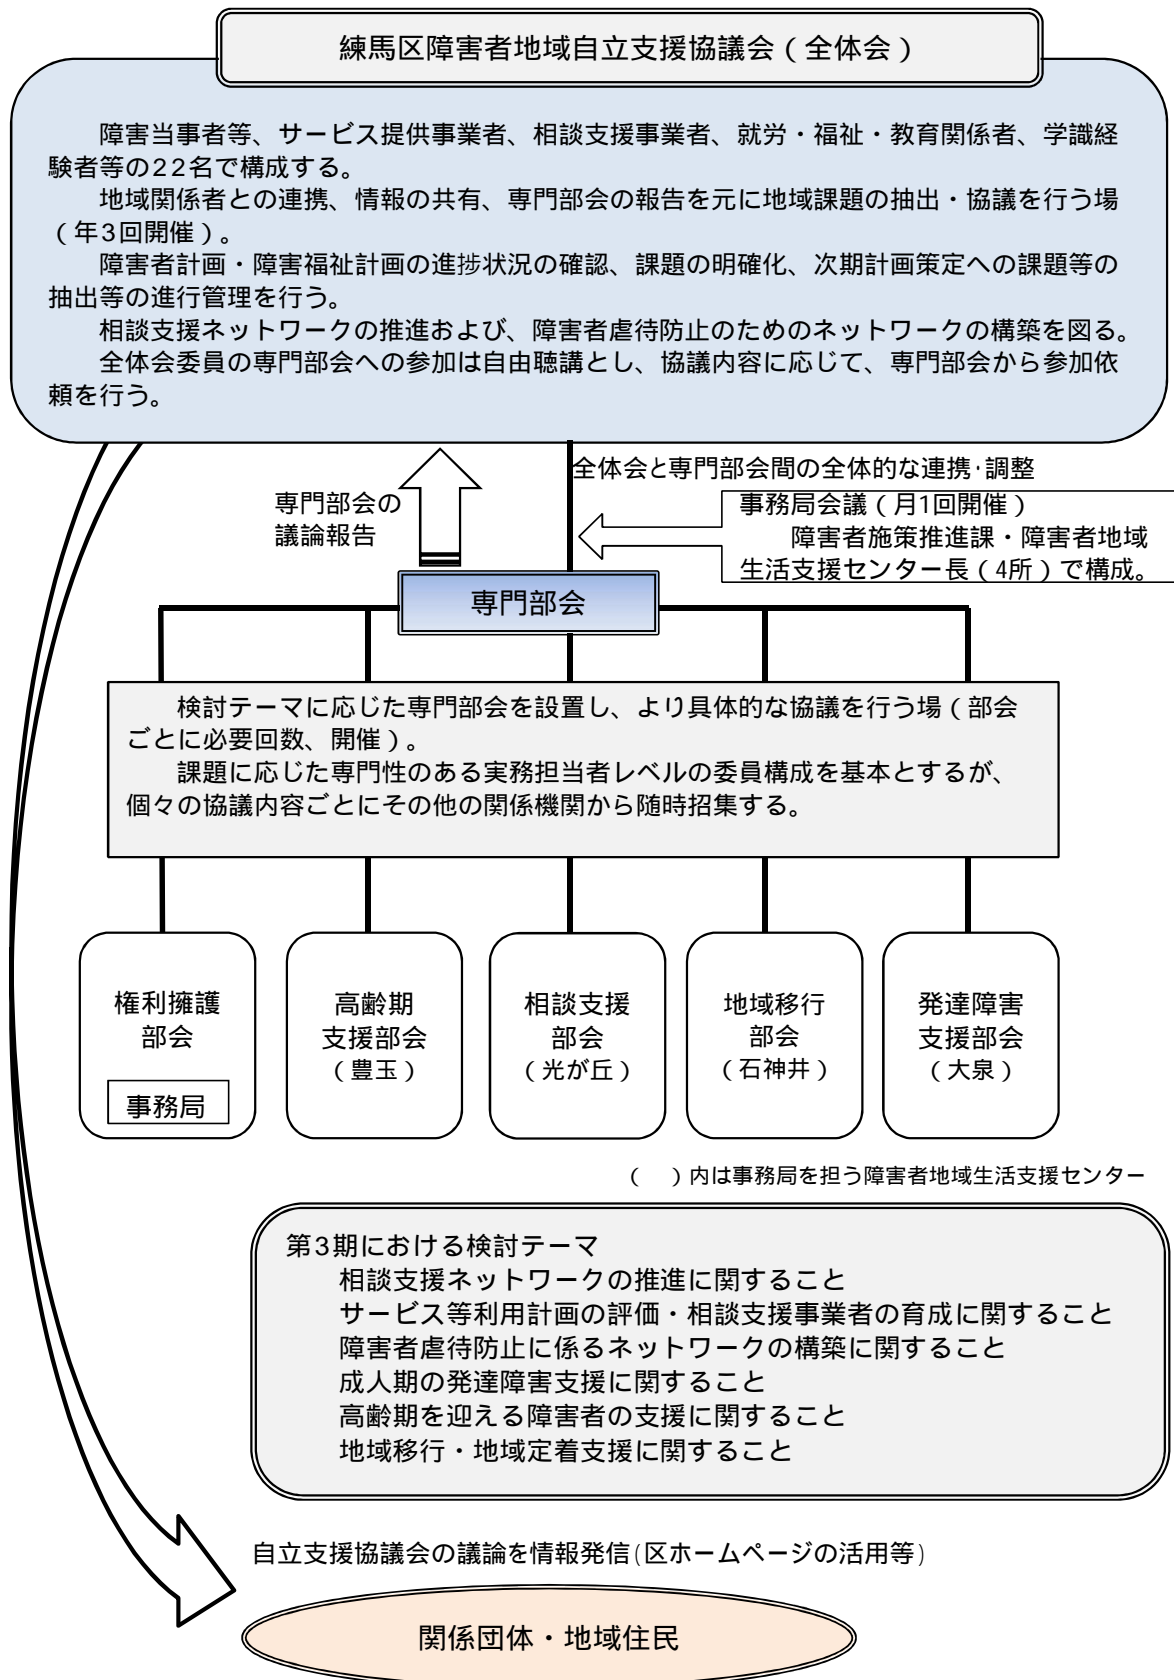 練馬区障害者地域自立支援協議会（全体会）
障害当事者等、サービス提供事業者、相談支援事業者、就労・福祉・教育関係者、学識経
験者等の22名で構成する。
地域関係者との連携、情報の共有、専門部会の報告を元に地域課題の抽出・協議を行う場
（年3回開催）。
障害者計画・障害福祉計画の進捗状況の確認、課題の明確化、次期計画策定への課題等の
抽出等の進行管理を行う。
相談支援ネットワークの推進および、障害者虐待防止のためのネットワークの構築を図る。
全体会委員の専門部会への参加は自由聴講とし、協議内容に応じて、専門部会から参加依
頼を行う。
全体会と専門部会間の全体的な連携・調整
専門部会の
議論報告
事務局会議（月1回開催）
障害者施策推進課・障害者地域
生活支援センター長（4所）で構成。
専門部会
検討テーマに応じた専門部会を設置し、より具体的な協議を行う場（部会
ごとに必要回数、開催）。
課題に応じた専門性のある実務担当者レベルの委員構成を基本とするが、
個々の協議内容ごとにその他の関係機関から随時招集する。
権利擁護
部会
事務局
高齢期
支援部会
（豊玉）
相談支援
部会
（光が丘）
地域移行
部会
（石神井）
発達障害
支援部会
（大泉）
（　）内は事務局を担う障害者地域生活支援センター
第3期における検討テーマ
相談支援ネットワークの推進に関すること
サービス等利用計画の評価・相談支援事業者の育成に関すること
障害者虐待防止に係るネットワークの構築に関すること
成人期の発達障害支援に関すること
高齢期を迎える障害者の支援に関すること
地域移行・地域定着支援に関すること
自立支援協議会の議論を情報発信(区ホームページの活用等)
関係団体・地域住民